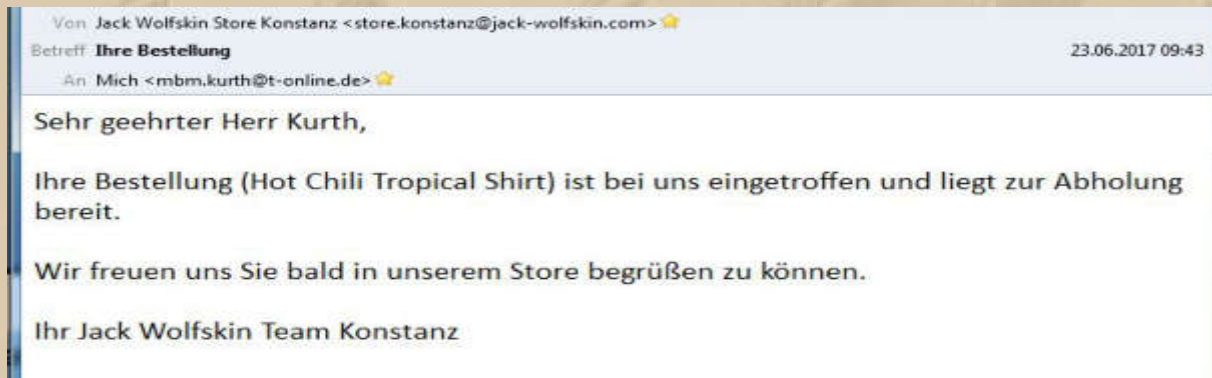 Von Jack Wolfskin Store Konstanz <store.konstanz@jack-wolfskin.com>
Betreff Ihre Bestellung 23.06.2017 09:43
An Mich <mbm.kurth@t-online.de>
Sehr geehrter Herr Kurth,
Ihre Bestellung (Hot Chili Tropical Shirt) ist bei uns eingetroffen und liegt zur Abholung
bereit.
Wir freuen uns Sie bald in unserem Store begrüßen zu können.
Ihr Jack Wolfskin Team Konstanz